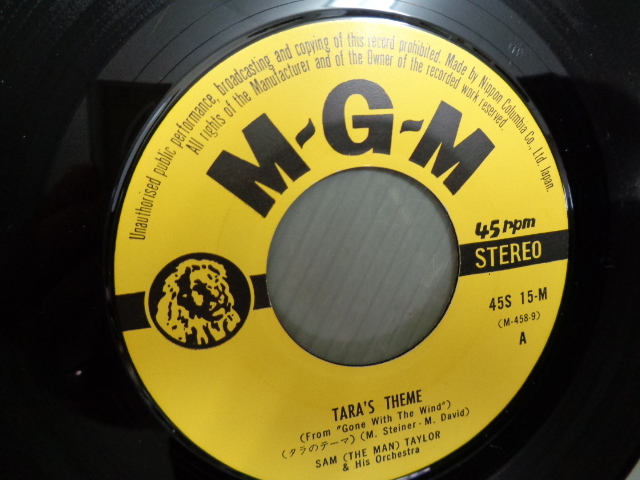 Unauthorised public performance, broadcasting and copying of this record prohibited. Made by Nippon Columbia Co., Ltd. Japan.
All rights of the Manufacturer and of the Owner of the recorded work reserved.
M-G-M
45 rpm
STEREO
45S 15-M
(M-458-9)
A
TARA'S THEME
(From "Gone With The Wind")
(タラのテーマ) (M. Steiner - M. David)
SAM (THE MAN) TAYLOR
& His Orchestra